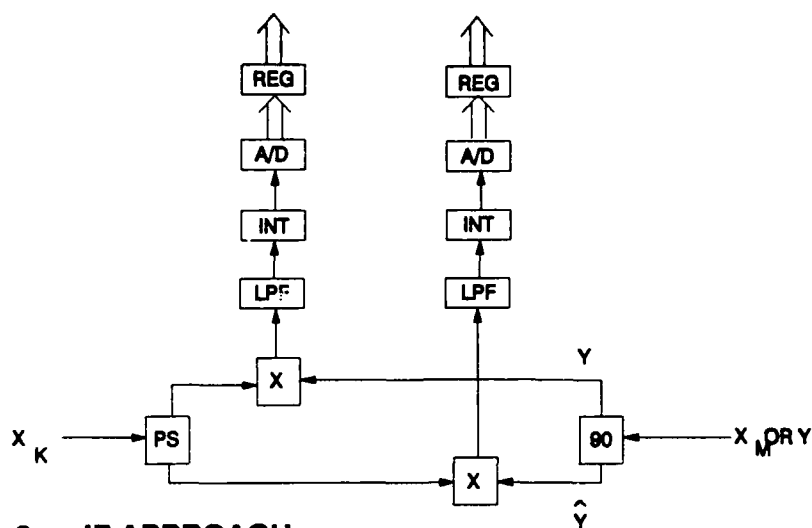 REG REG
A/D A/D
INT INT
LPF LPF
Y
X
X K PS 90 X M OR Y
X
Ŷ
IF APPROACH